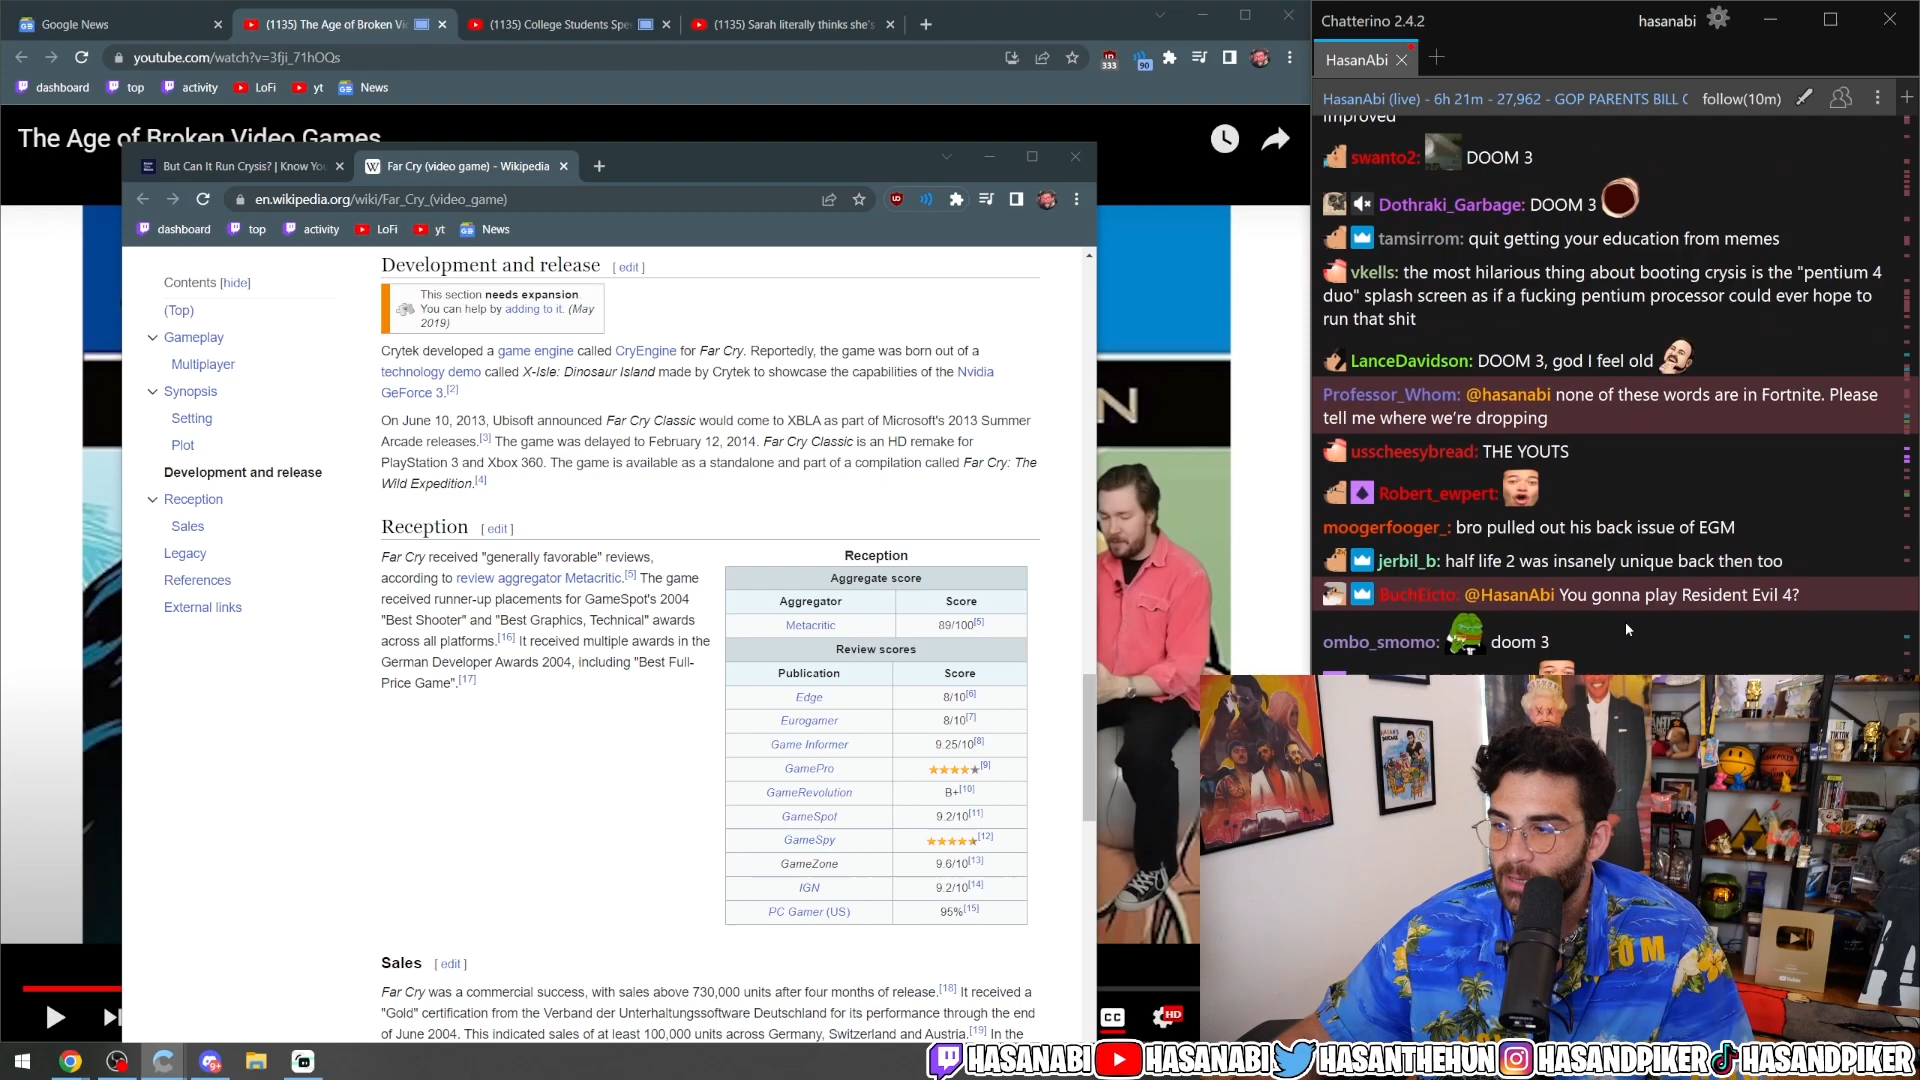 Google News
(1135) The Age of Broken Vi
(1135) College Students Spe
(1135) Sarah literally thinks she's
youtube.com/watch?v=3fji_71hOQs
333
90
dashboard
top
activity
LoFi
yt
News
The Age of Broken Video Games
But Can It Run Crysis? | Know You
Far Cry (video game) - Wikipedia
en.wikipedia.org/wiki/Far_Cry_(video_game)
dashboard
top
activity
LoFi
yt
News
Contents [hide]
(Top)
Gameplay
Multiplayer
Synopsis
Setting
Plot
Development and release
Reception
Sales
Legacy
References
External links
Development and release [ edit ]
This section needs expansion.
You can help by adding to it. (May
2019)
Crytek developed a game engine called CryEngine for Far Cry. Reportedly, the game was born out of a
technology demo called X-Isle: Dinosaur Island made by Crytek to showcase the capabilities of the Nvidia
GeForce 3.[2]
On June 10, 2013, Ubisoft announced Far Cry Classic would come to XBLA as part of Microsoft's 2013 Summer
Arcade releases.[3] The game was delayed to February 12, 2014. Far Cry Classic is an HD remake for
PlayStation 3 and Xbox 360. The game is available as a standalone and part of a compilation called Far Cry: The
Wild Expedition.[4]
Reception [ edit ]
Far Cry received "generally favorable" reviews,
according to review aggregator Metacritic.[5] The game
received runner-up placements for GameSpot's 2004
"Best Shooter" and "Best Graphics, Technical" awards
across all platforms.[16] It received multiple awards in the
German Developer Awards 2004, including "Best Full-
Price Game".[17]
Reception
Aggregate score
Aggregator Score
Metacritic 89/100[5]
Review scores
Publication Score
Edge 8/10[6]
Eurogamer 8/10[7]
Game Informer 9.25/10[8]
GamePro ★★★★★[9]
GameRevolution B+[10]
GameSpot 9.2/10[11]
GameSpy ★★★★★[12]
GameZone 9.6/10[13]
IGN 9.2/10[14]
PC Gamer (US) 95%[15]
Sales [ edit ]
Far Cry was a commercial success, with sales above 730,000 units after four months of release.[18] It received a
"Gold" certification from the Verband der Unterhaltungssoftware Deutschland for its performance through the end
of June 2004. This indicated sales of at least 100,000 units across Germany, Switzerland and Austria.[19] In the
N
CC
HD
Chatterino 2.4.2
hasanabi
HasanAbi
HasanAbi (live) - 6h 21m - 27,962 - GOP PARENTS BILL
follow(10m)
improved
swanto2: DOOM 3
Dothraki_Garbage: DOOM 3
tamsirrom: quit getting your education from memes
vkells: the most hilarious thing about booting crysis is the "pentium 4
duo" splash screen as if a fucking pentium processor could ever hope to
run that shit
LanceDavidson: DOOM 3, god I feel old
Professor_Whom: @hasanabi none of these words are in Fortnite. Please
tell me where we're dropping
usscheesybread: THE YOUTS
Robert_ewpert:
moogerfooger_: bro pulled out his back issue of EGM
jerbil_b: half life 2 was insanely unique back then too
BuchEicto: @HasanAbi You gonna play Resident Evil 4?
ombo_smomo: doom 3
OM
HASANABI HASANABI HASANTHEHUN HASANDPIKER HASANDPIKER